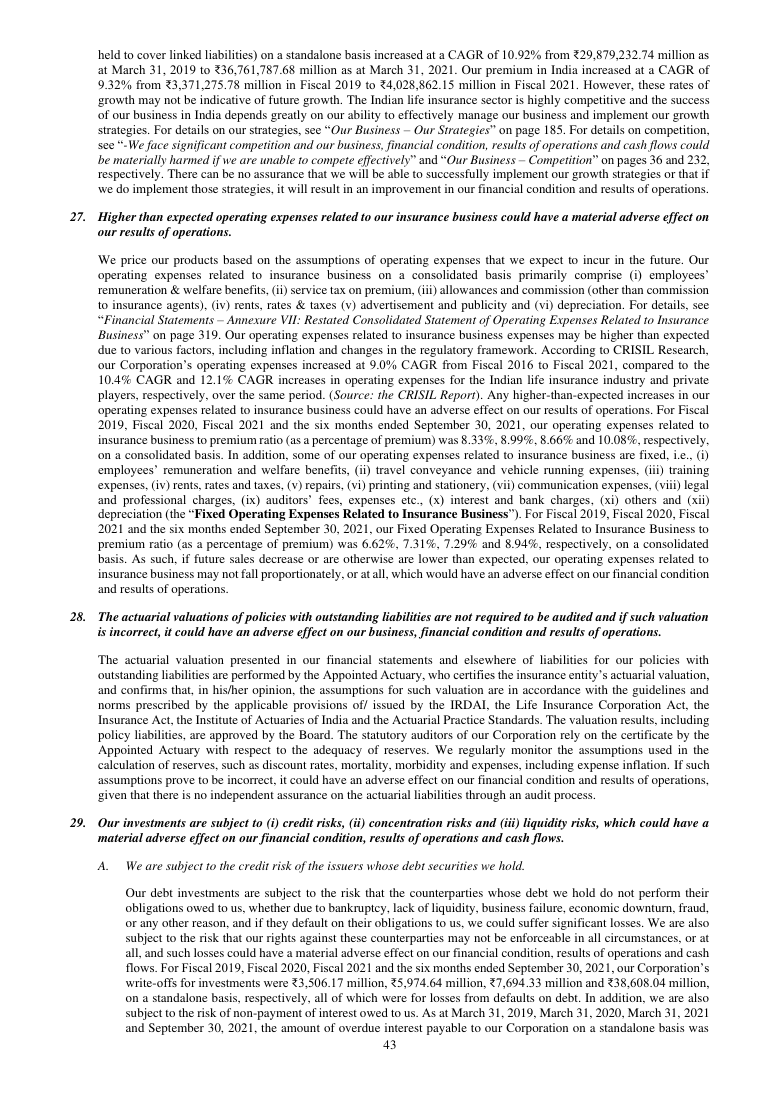 held to cover linked liabilities) on a standalone basis increased at a CAGR of 10.92% from ₹29,879,232.74 million as
at March 31, 2019 to ₹36,761,787.68 million as at March 31, 2021. Our premium in India increased at a CAGR of
9.32% from ₹3,371,275.78 million in Fiscal 2019 to ₹4,028,862.15 million in Fiscal 2021. However, these rates of
growth may not be indicative of future growth. The Indian life insurance sector is highly competitive and the success
of our business in India depends greatly on our ability to effectively manage our business and implement our growth
strategies. For details on our strategies, see “Our Business – Our Strategies” on page 185. For details on competition,
see “-We face significant competition and our business, financial condition, results of operations and cash flows could
be materially harmed if we are unable to compete effectively” and “Our Business – Competition” on pages 36 and 232,
respectively. There can be no assurance that we will be able to successfully implement our growth strategies or that if
we do implement those strategies, it will result in an improvement in our financial condition and results of operations.
27. Higher than expected operating expenses related to our insurance business could have a material adverse effect on
our results of operations.
We price our products based on the assumptions of operating expenses that we expect to incur in the future. Our
operating expenses related to insurance business on a consolidated basis primarily comprise (i) employees’
remuneration & welfare benefits, (ii) service tax on premium, (iii) allowances and commission (other than commission
to insurance agents), (iv) rents, rates & taxes (v) advertisement and publicity and (vi) depreciation. For details, see
“Financial Statements – Annexure VII: Restated Consolidated Statement of Operating Expenses Related to Insurance
Business” on page 319. Our operating expenses related to insurance business expenses may be higher than expected
due to various factors, including inflation and changes in the regulatory framework. According to CRISIL Research,
our Corporation’s operating expenses increased at 9.0% CAGR from Fiscal 2016 to Fiscal 2021, compared to the
10.4% CAGR and 12.1% CAGR increases in operating expenses for the Indian life insurance industry and private
players, respectively, over the same period. (Source: the CRISIL Report). Any higher-than-expected increases in our
operating expenses related to insurance business could have an adverse effect on our results of operations. For Fiscal
2019, Fiscal 2020, Fiscal 2021 and the six months ended September 30, 2021, our operating expenses related to
insurance business to premium ratio (as a percentage of premium) was 8.33%, 8.99%, 8.66% and 10.08%, respectively,
on a consolidated basis. In addition, some of our operating expenses related to insurance business are fixed, i.e., (i)
employees’ remuneration and welfare benefits, (ii) travel conveyance and vehicle running expenses, (iii) training
expenses, (iv) rents, rates and taxes, (v) repairs, (vi) printing and stationery, (vii) communication expenses, (viii) legal
and professional charges, (ix) auditors’ fees, expenses etc., (x) interest and bank charges, (xi) others and (xii)
depreciation (the “Fixed Operating Expenses Related to Insurance Business”). For Fiscal 2019, Fiscal 2020, Fiscal
2021 and the six months ended September 30, 2021, our Fixed Operating Expenses Related to Insurance Business to
premium ratio (as a percentage of premium) was 6.62%, 7.31%, 7.29% and 8.94%, respectively, on a consolidated
basis. As such, if future sales decrease or are otherwise are lower than expected, our operating expenses related to
insurance business may not fall proportionately, or at all, which would have an adverse effect on our financial condition
and results of operations.
28. The actuarial valuations of policies with outstanding liabilities are not required to be audited and if such valuation
is incorrect, it could have an adverse effect on our business, financial condition and results of operations.
The actuarial valuation presented in our financial statements and elsewhere of liabilities for our policies with
outstanding liabilities are performed by the Appointed Actuary, who certifies the insurance entity’s actuarial valuation,
and confirms that, in his/her opinion, the assumptions for such valuation are in accordance with the guidelines and
norms prescribed by the applicable provisions of/ issued by the IRDAI, the Life Insurance Corporation Act, the
Insurance Act, the Institute of Actuaries of India and the Actuarial Practice Standards. The valuation results, including
policy liabilities, are approved by the Board. The statutory auditors of our Corporation rely on the certificate by the
Appointed Actuary with respect to the adequacy of reserves. We regularly monitor the assumptions used in the
calculation of reserves, such as discount rates, mortality, morbidity and expenses, including expense inflation. If such
assumptions prove to be incorrect, it could have an adverse effect on our financial condition and results of operations,
given that there is no independent assurance on the actuarial liabilities through an audit process.
29. Our investments are subject to (i) credit risks, (ii) concentration risks and (iii) liquidity risks, which could have a
material adverse effect on our financial condition, results of operations and cash flows.
A. We are subject to the credit risk of the issuers whose debt securities we hold.
Our debt investments are subject to the risk that the counterparties whose debt we hold do not perform their
obligations owed to us, whether due to bankruptcy, lack of liquidity, business failure, economic downturn, fraud,
or any other reason, and if they default on their obligations to us, we could suffer significant losses. We are also
subject to the risk that our rights against these counterparties may not be enforceable in all circumstances, or at
all, and such losses could have a material adverse effect on our financial condition, results of operations and cash
flows. For Fiscal 2019, Fiscal 2020, Fiscal 2021 and the six months ended September 30, 2021, our Corporation’s
write-offs for investments were ₹3,506.17 million, ₹5,974.64 million, ₹7,694.33 million and ₹38,608.04 million,
on a standalone basis, respectively, all of which were for losses from defaults on debt. In addition, we are also
subject to the risk of non-payment of interest owed to us. As at March 31, 2019, March 31, 2020, March 31, 2021
and September 30, 2021, the amount of overdue interest payable to our Corporation on a standalone basis was
43